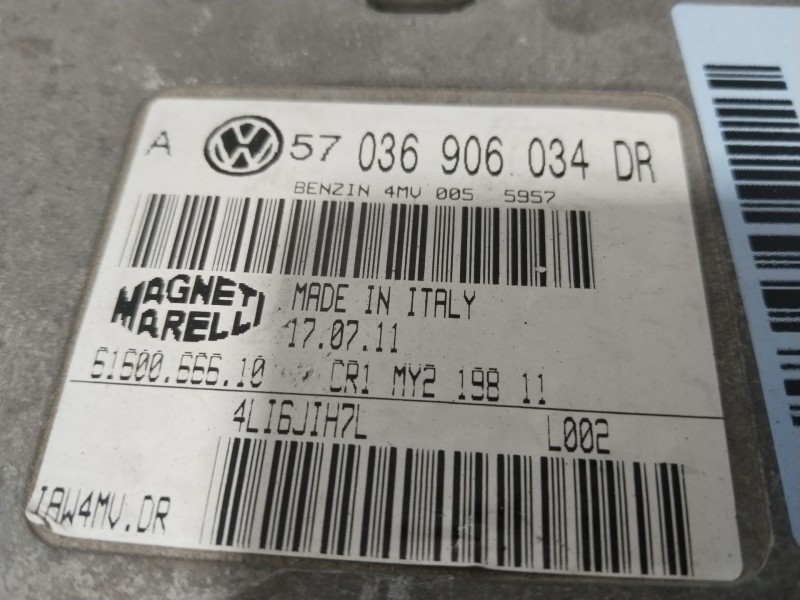 A VW 57 036 906 034 DR
BENZIN 4MV 005 5957
MAGNETI
MARELLI
MADE IN ITALY
17.07.11
61600.666.10 CR1 MY2 198 11
4LI6JIH7L L002
IAW4MV.DR